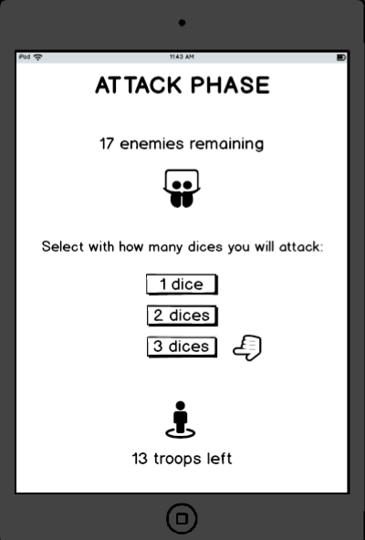 iPod
11:43 AM
ATTACK PHASE
17 enemies remaining
Select with how many dices you will attack:
1 dice
2 dices
3 dices
13 troops left